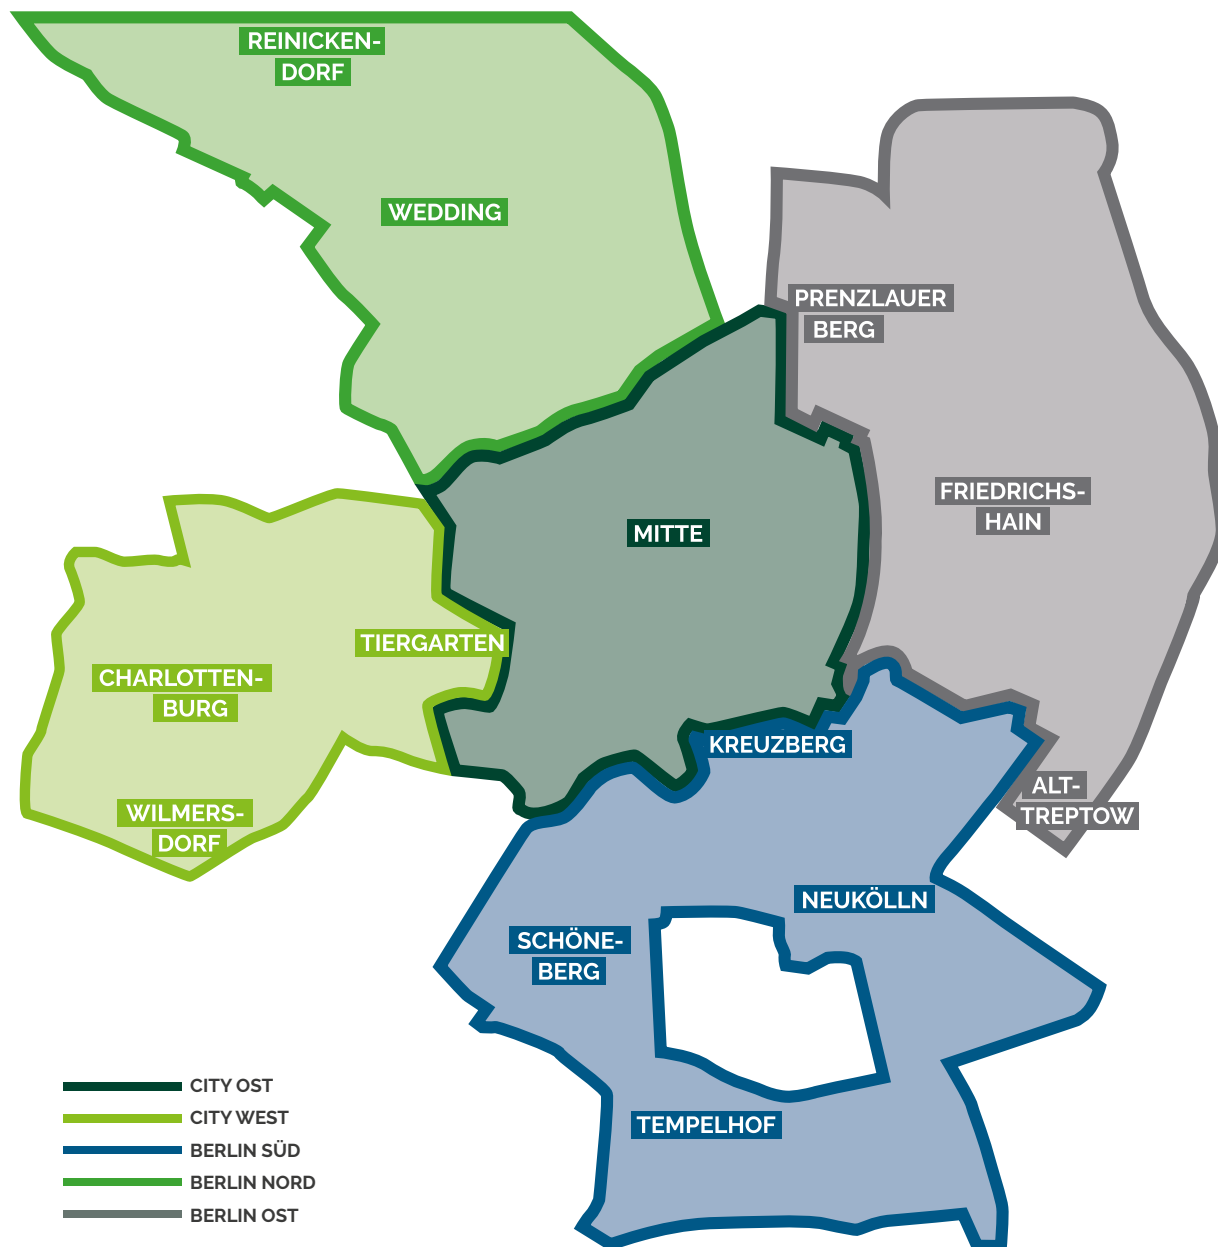 REINICKEN-
DORF
WEDDING
PRENZLAUER
BERG
FRIEDRICHS-
HAIN
MITTE
TIERGARTEN
CHARLOTTEN-
BURG
WILMERS-
DORF
KREUZBERG
ALT-
TREPTOW
NEUKÖLLN
SCHÖNE-
BERG
TEMPELHOF
CITY OST
CITY WEST
BERLIN SÜD
BERLIN NORD
BERLIN OST